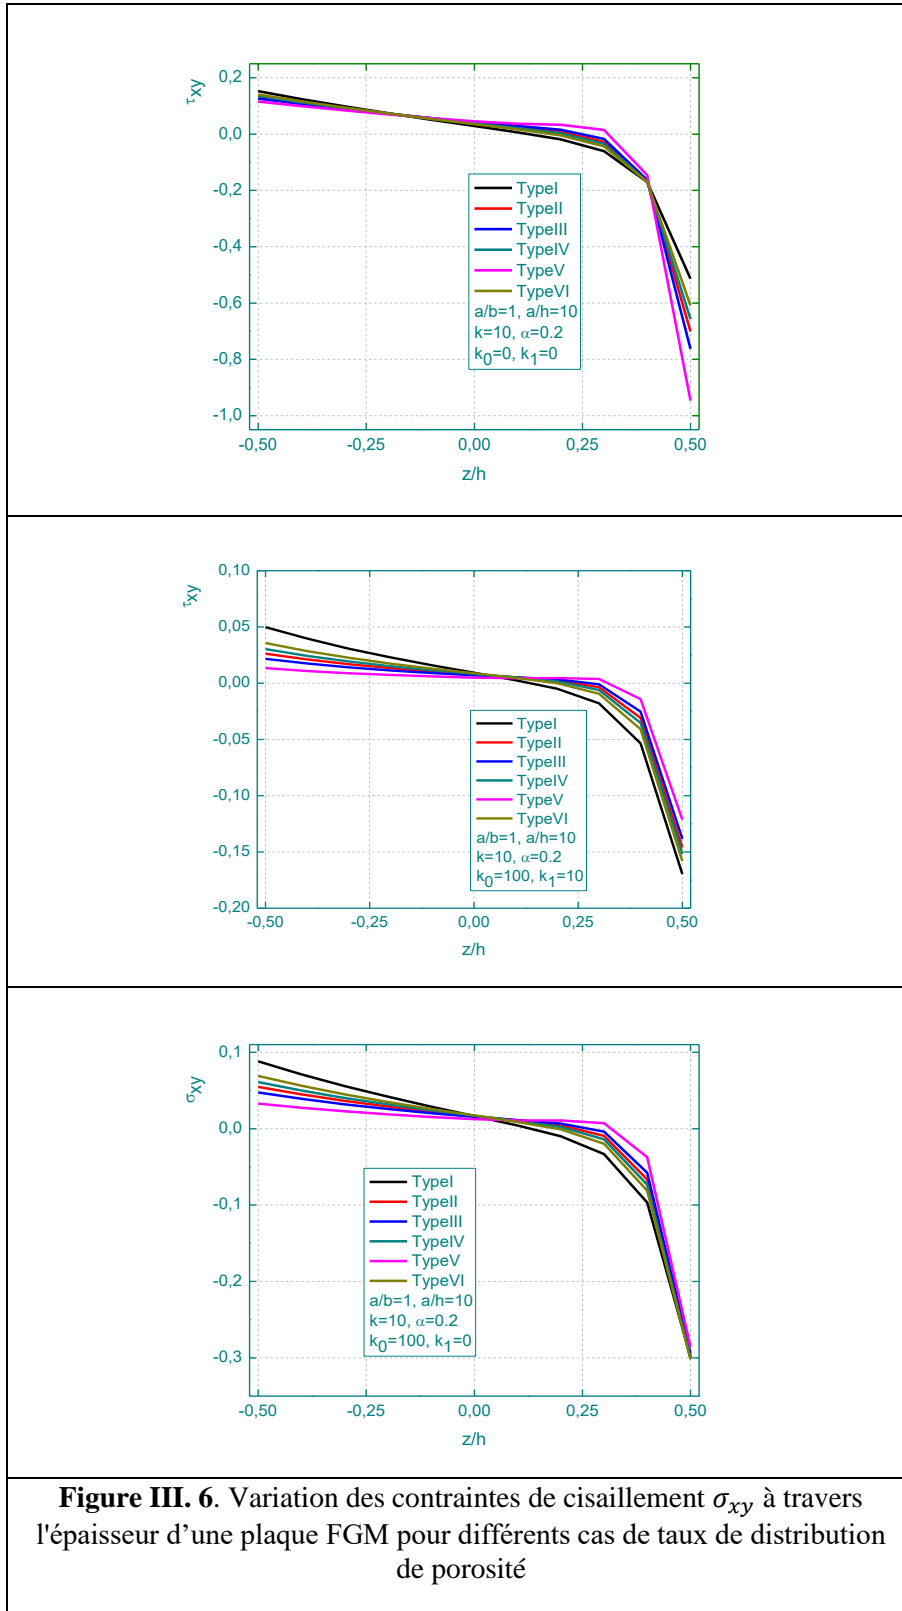 τxy
0,2
0,0
-0,2
-0,4
-0,6
-0,8
-1,0
TypeI
TypeII
TypeIII
TypeIV
TypeV
TypeVI
a/b=1, a/h=10
k=10, α=0.2
k0=0, k1=0
-0,50 -0,25 0,00 0,25 0,50
z/h
τxy
0,10
0,05
0,00
-0,05
-0,10
-0,15
-0,20
TypeI
TypeII
TypeIII
TypeIV
TypeV
TypeVI
a/b=1, a/h=10
k=10, α=0.2
k0=100, k1=10
-0,50 -0,25 0,00 0,25 0,50
z/h
σxy
0,1
0,0
-0,1
-0,2
-0,3
TypeI
TypeII
TypeIII
TypeIV
TypeV
TypeVI
a/b=1, a/h=10
k=10, α=0.2
k0=100, k1=0
-0,50 -0,25 0,00 0,25 0,50
z/h
Figure III. 6. Variation des contraintes de cisaillement σxy à travers
l'épaisseur d’une plaque FGM pour différents cas de taux de distribution
de porosité